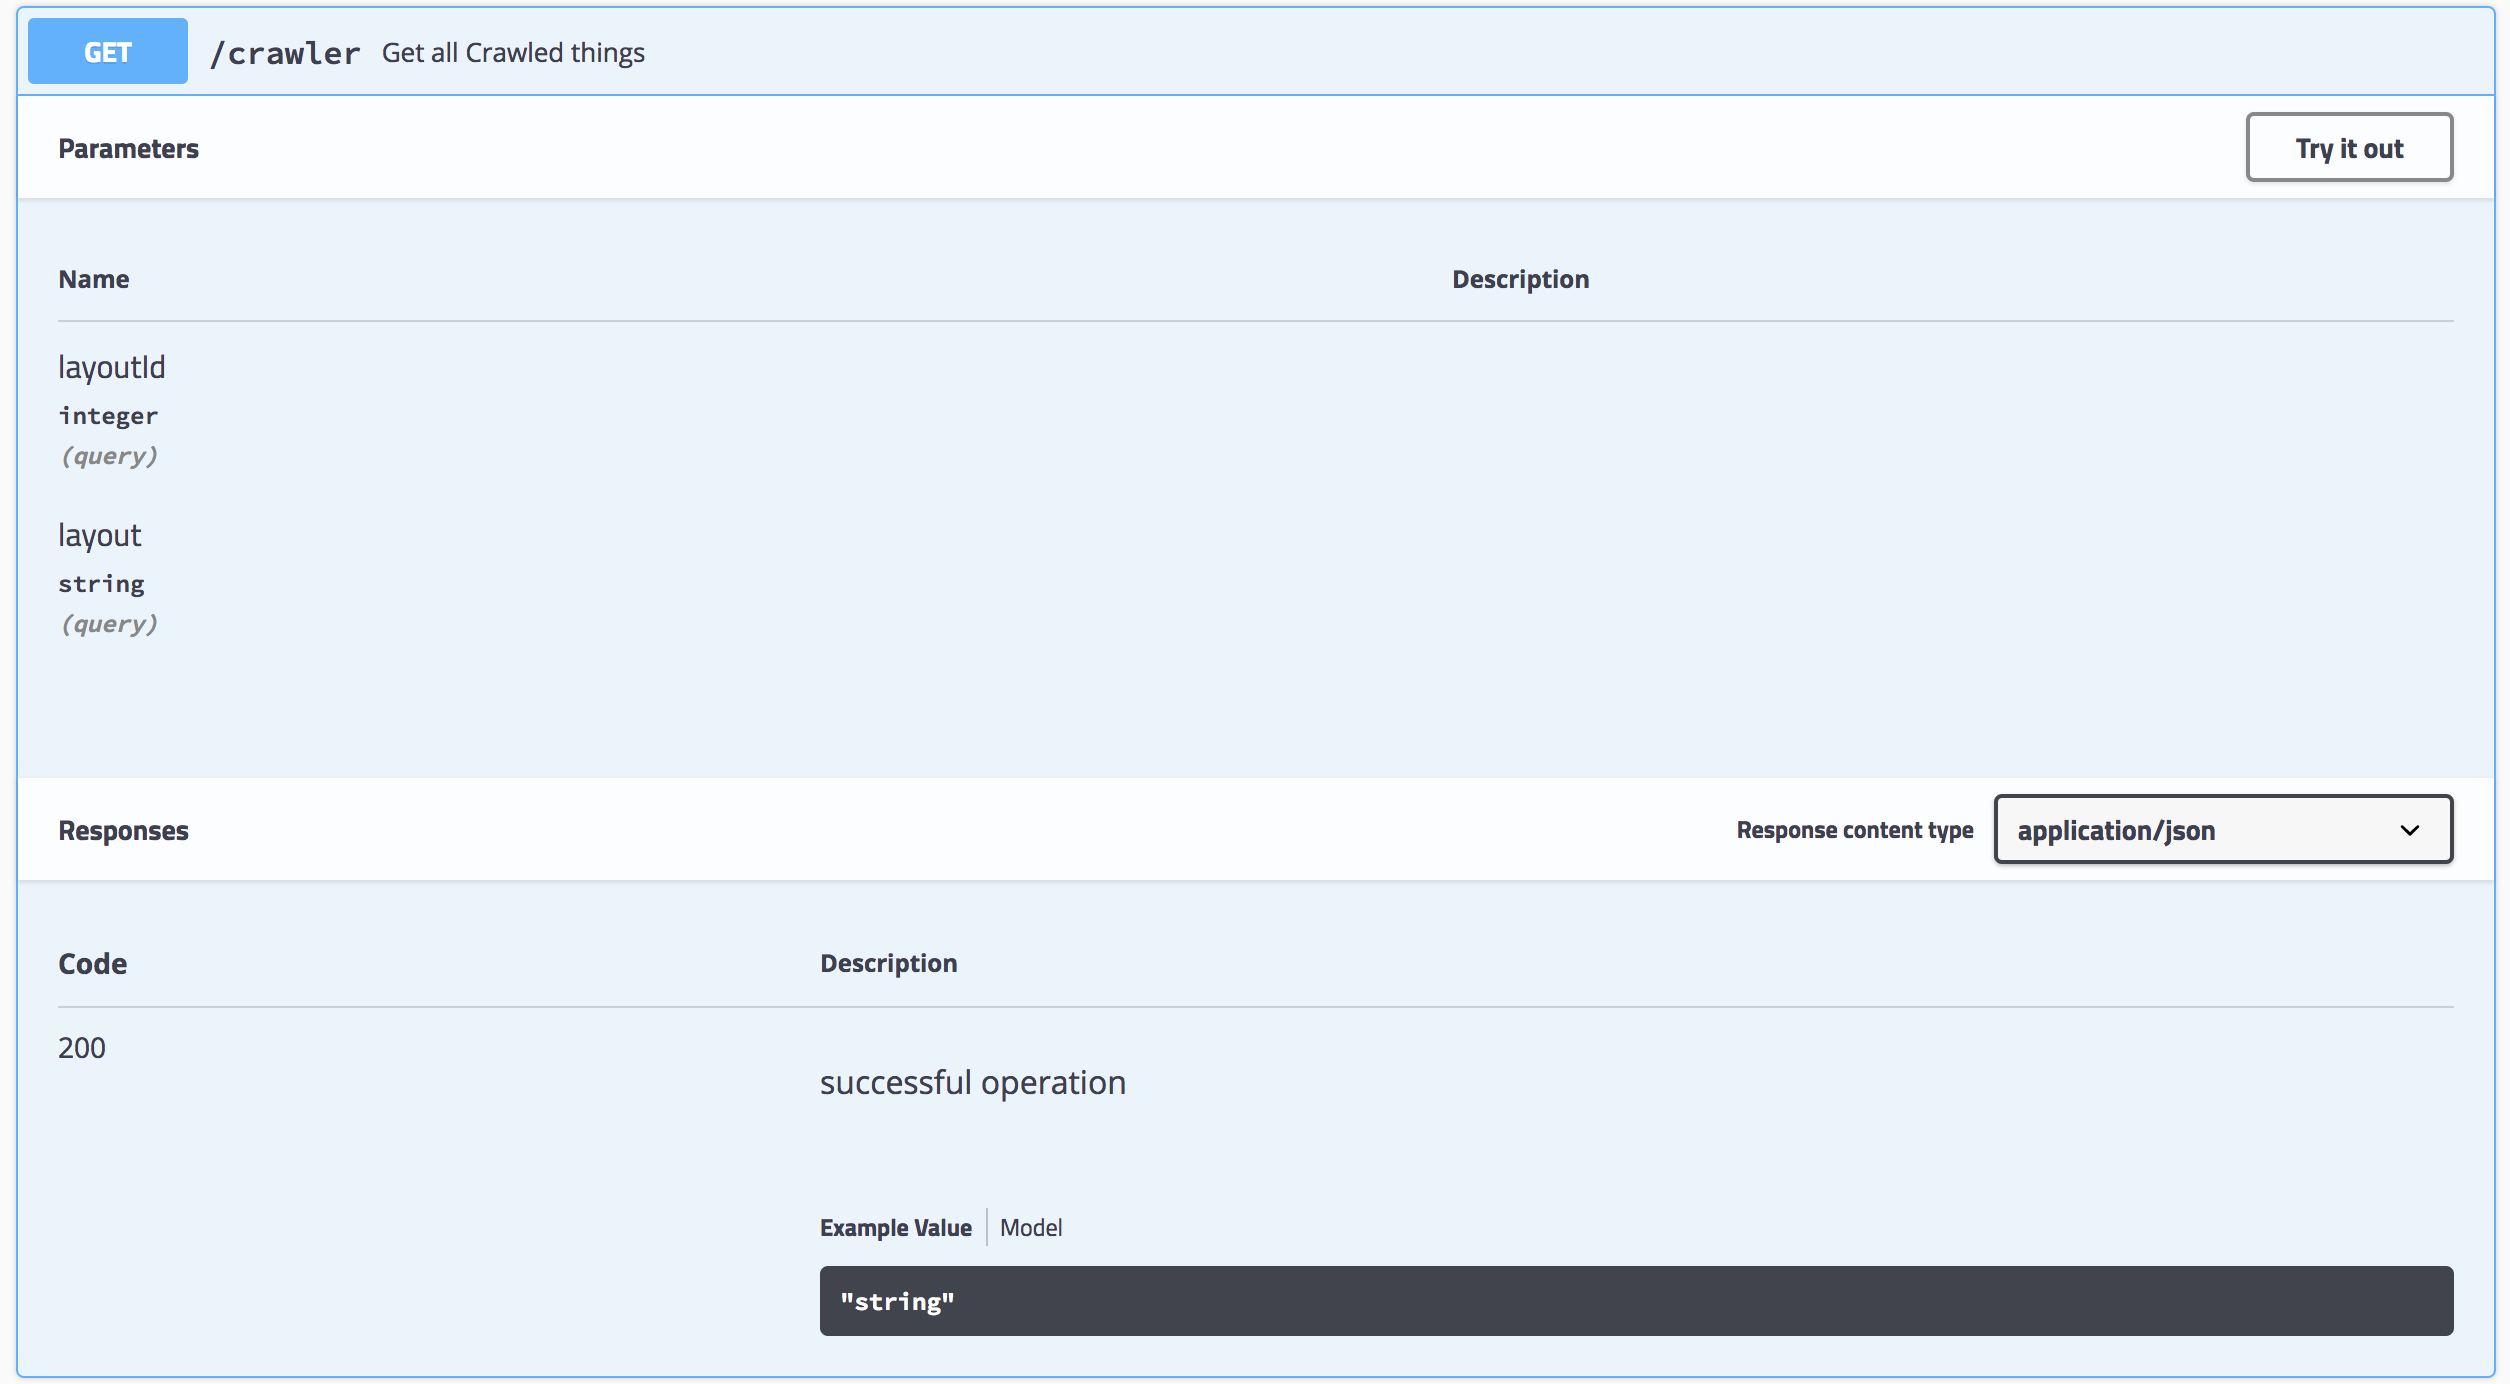 GET /crawler Get all Crawled things
Parameters Try it out
Name Description
layoutId
integer
(query)
layout
string
(query)
Responses Response content type application/json
Code Description
200
successful operation
Example Value Model
"string"